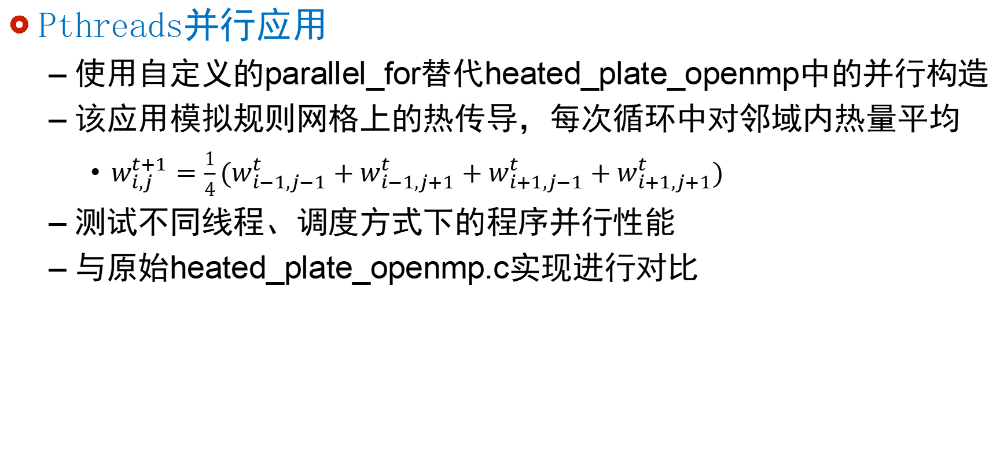 Pthreads并行应用
– 使用自定义的parallel_for替代heated_plate_openmp中的并行构造
– 该应用模拟规则网格上的热传导，每次循环中对邻域内热量平均
• $w_{i,j}^{t+1} = \frac{1}{4}(w_{i-1,j-1}^{t} + w_{i-1,j+1}^{t} + w_{i+1,j-1}^{t} + w_{i+1,j+1}^{t})$
– 测试不同线程、调度方式下的程序并行性能
– 与原始heated_plate_openmp.c实现进行对比